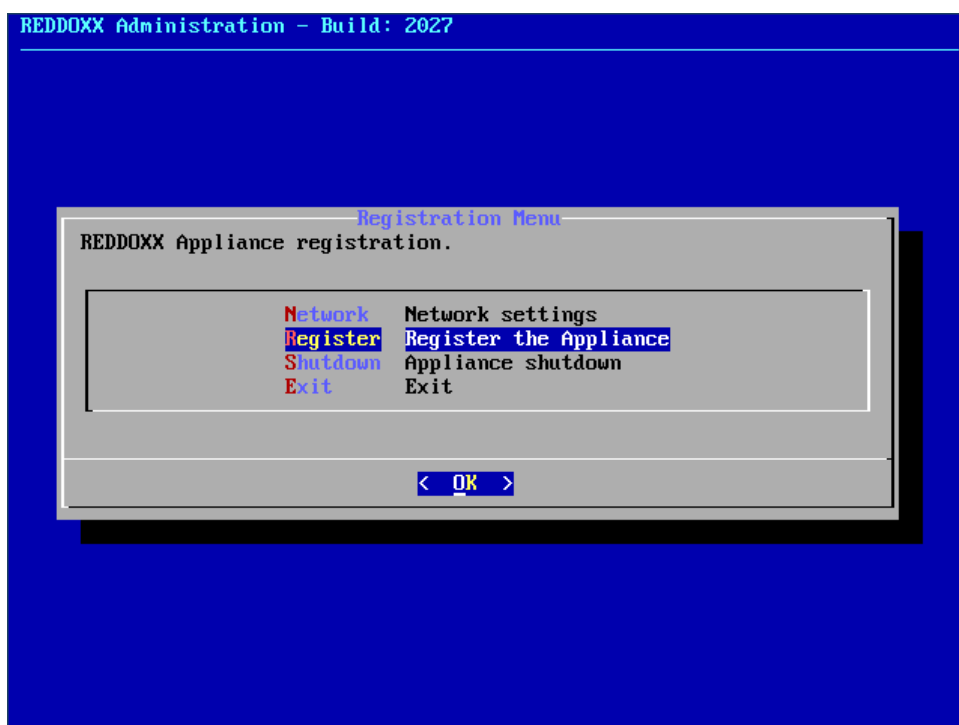 REDDOXX Administration - Build: 2027
Registration Menu
REDDOXX Appliance registration.
Network Network settings
Register Register the Appliance
Shutdown Appliance shutdown
Exit Exit
< OK >